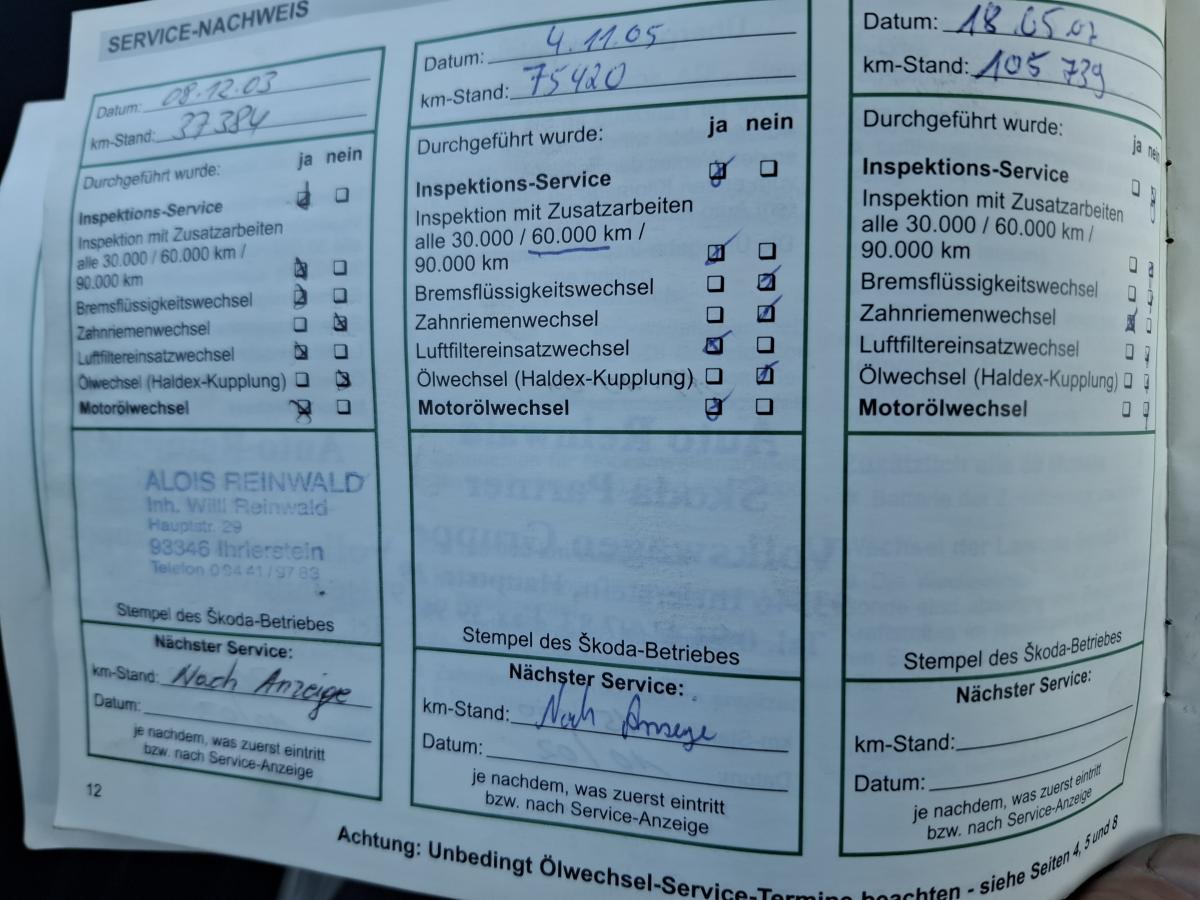 SERVICE-NACHWEIS
Datum: 08.12.03
km-Stand: 37384
Durchgeführt wurde:
ja nein
Inspektions-Service
Inspektion mit Zusatzarbeiten
alle 30.000 / 60.000 km /
90.000 km
Bremsflüssigkeitswechsel
Zahnriemenwechsel
Luftfiltereinsatzwechsel
Ölwechsel (Haldex-Kupplung)
Motorölwechsel
ALOIS REINWALD
Inh. Willi Reinwald
Hauptstr. 29
93346 Ihrlerstein
Telefon 09441/9783
Stempel des Škoda-Betriebes
Nächster Service:
km-Stand: Nach Anzeige
Datum:
je nachdem, was zuerst eintritt
bzw. nach Service-Anzeige
12
Datum: 4.11.05
km-Stand: 75420
Durchgeführt wurde:
ja nein
Inspektions-Service
Inspektion mit Zusatzarbeiten
alle 30.000 / 60.000 km /
90.000 km
Bremsflüssigkeitswechsel
Zahnriemenwechsel
Luftfiltereinsatzwechsel
Ölwechsel (Haldex-Kupplung)
Motorölwechsel
Stempel des Škoda-Betriebes
Nächster Service:
km-Stand: Nach Anzeige
Datum:
je nachdem, was zuerst eintritt
bzw. nach Service-Anzeige
Datum: 18.05.07
km-Stand: 105 739
Durchgeführt wurde:
ja nein
Inspektions-Service
Inspektion mit Zusatzarbeiten
alle 30.000 / 60.000 km /
90.000 km
Bremsflüssigkeitswechsel
Zahnriemenwechsel
Luftfiltereinsatzwechsel
Ölwechsel (Haldex-Kupplung)
Motorölwechsel
Stempel des Škoda-Betriebes
Nächster Service:
km-Stand:
Datum:
je nachdem, was zuerst eintritt
bzw. nach Service-Anzeige
Achtung: Unbedingt Ölwechsel-Service-Termine beachten - siehe Seiten 4, 5 und 8